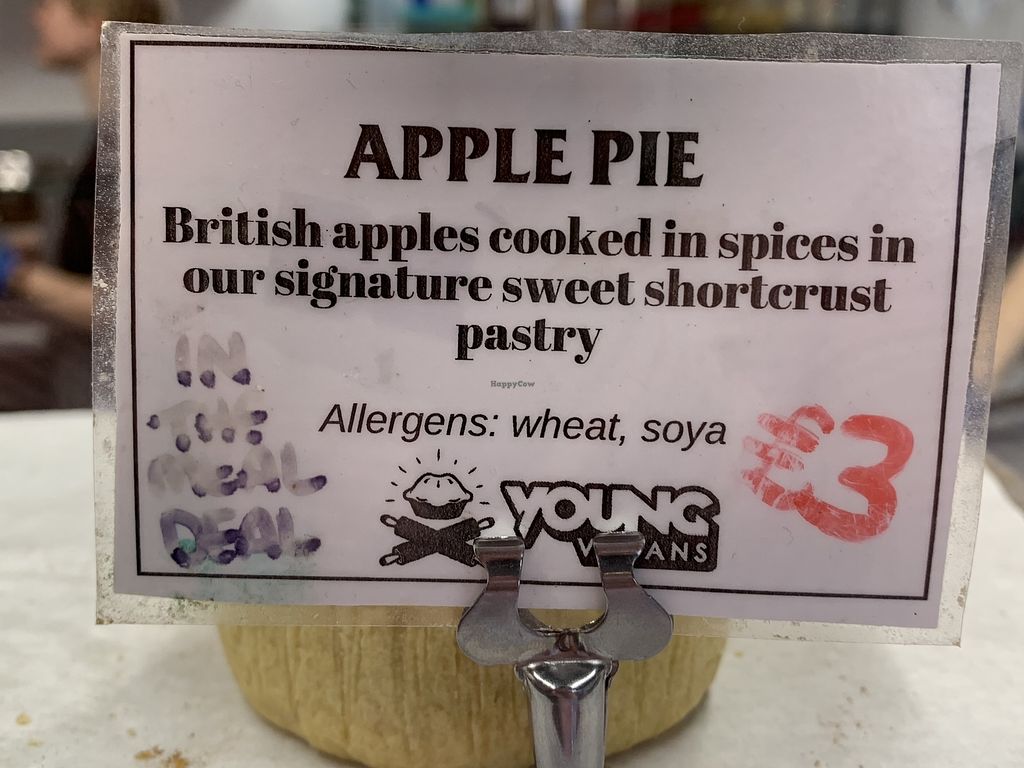 APPLE PIE
British apples cooked in spices in
our signature sweet shortcrust
pastry
HappyCow
Allergens: wheat, soya
IN
THE
MEAL
DEAL
£3
YOUNG
VEGANS